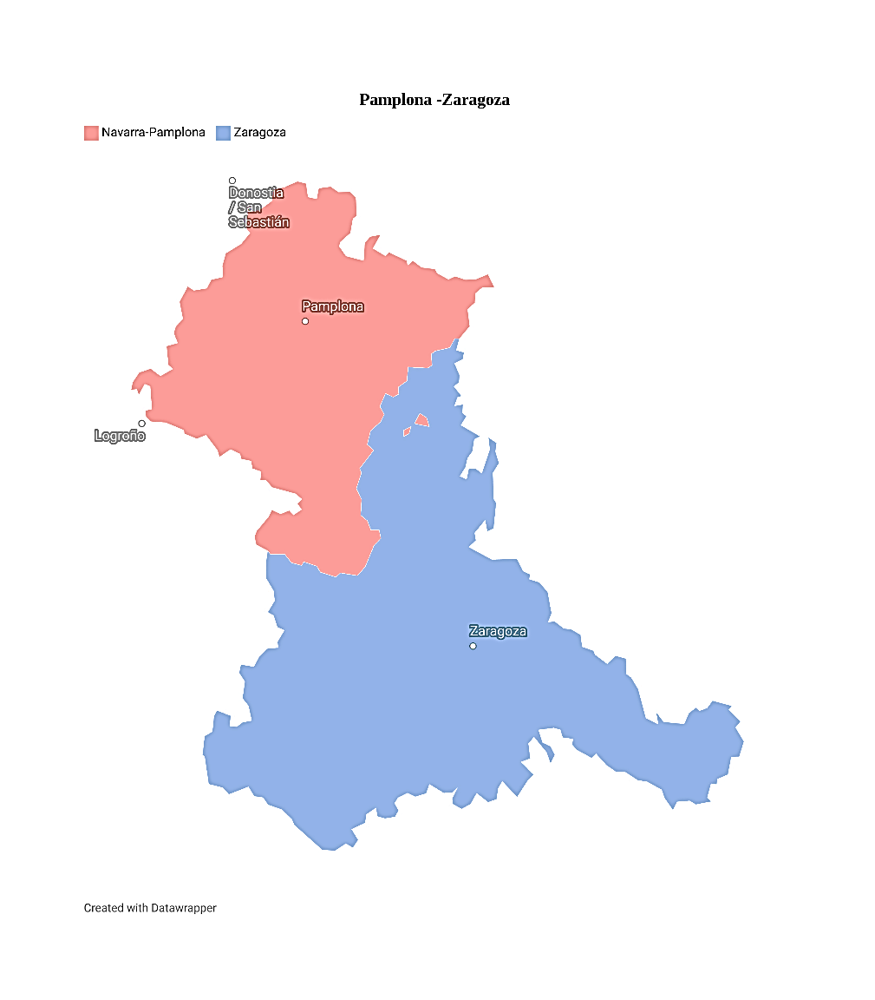 Pamplona -Zaragoza
Navarra-Pamplona
Zaragoza
Donostia
/ San
Sebastián
Pamplona
Logroño
Zaragoza
Created with Datawrapper